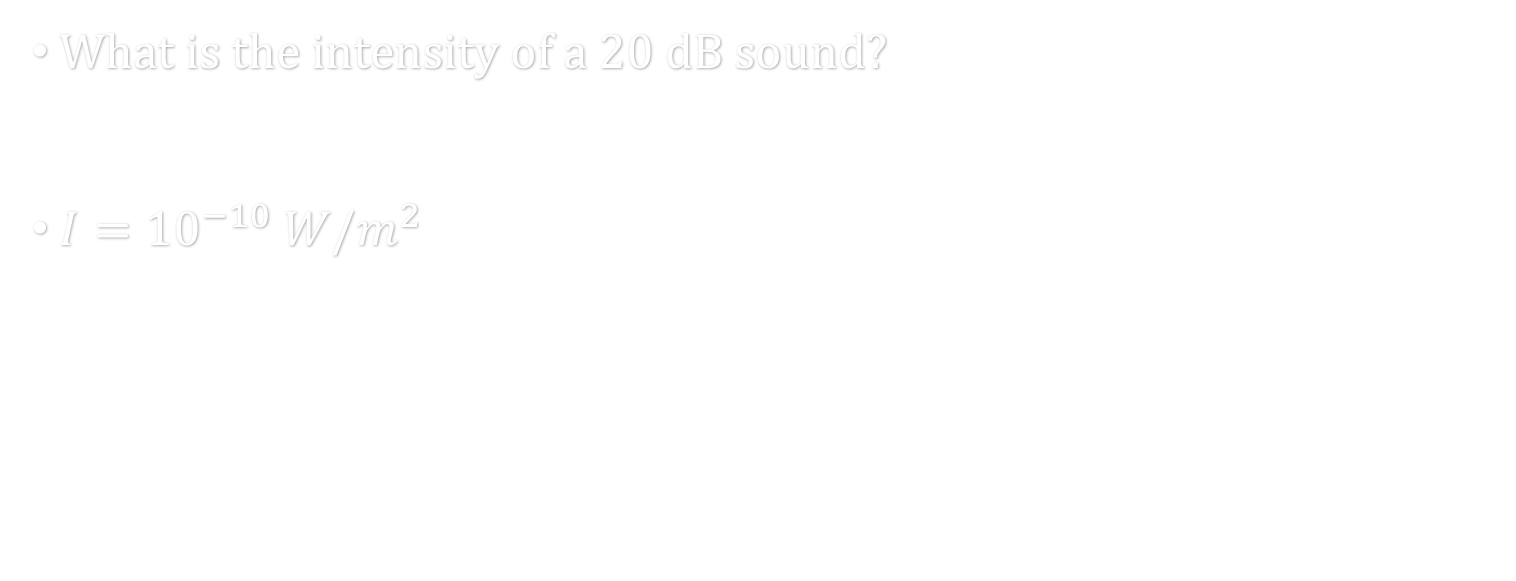 • What is the intensity of a 20 dB sound?
• I = 10⁻¹⁰ W/m²